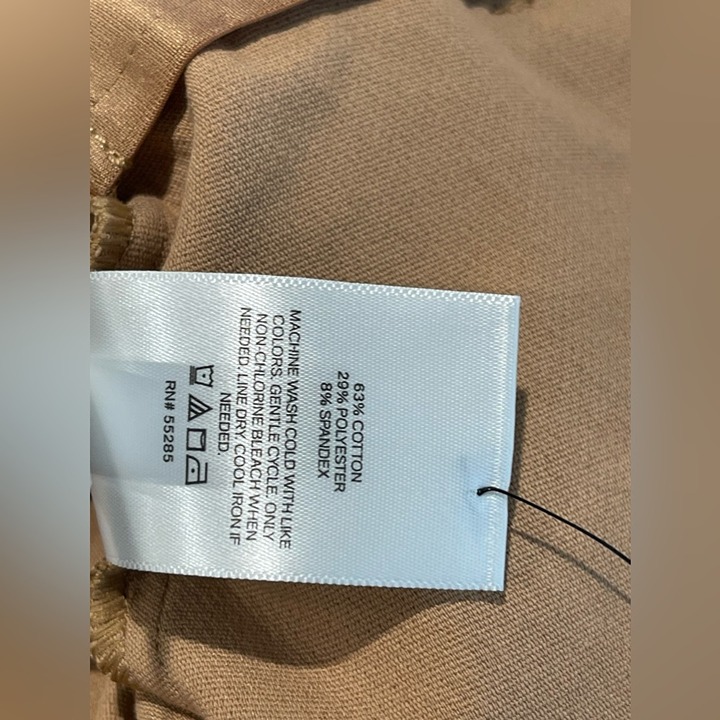 63% COTTON
29% POLYESTER
8% SPANDEX
MACHINE WASH COLD WITH LIKE
COLORS. GENTLE CYCLE. ONLY
NON-CHLORINE BLEACH WHEN
NEEDED. LINE DRY. COOL IRON IF
NEEDED.
RN# 55285